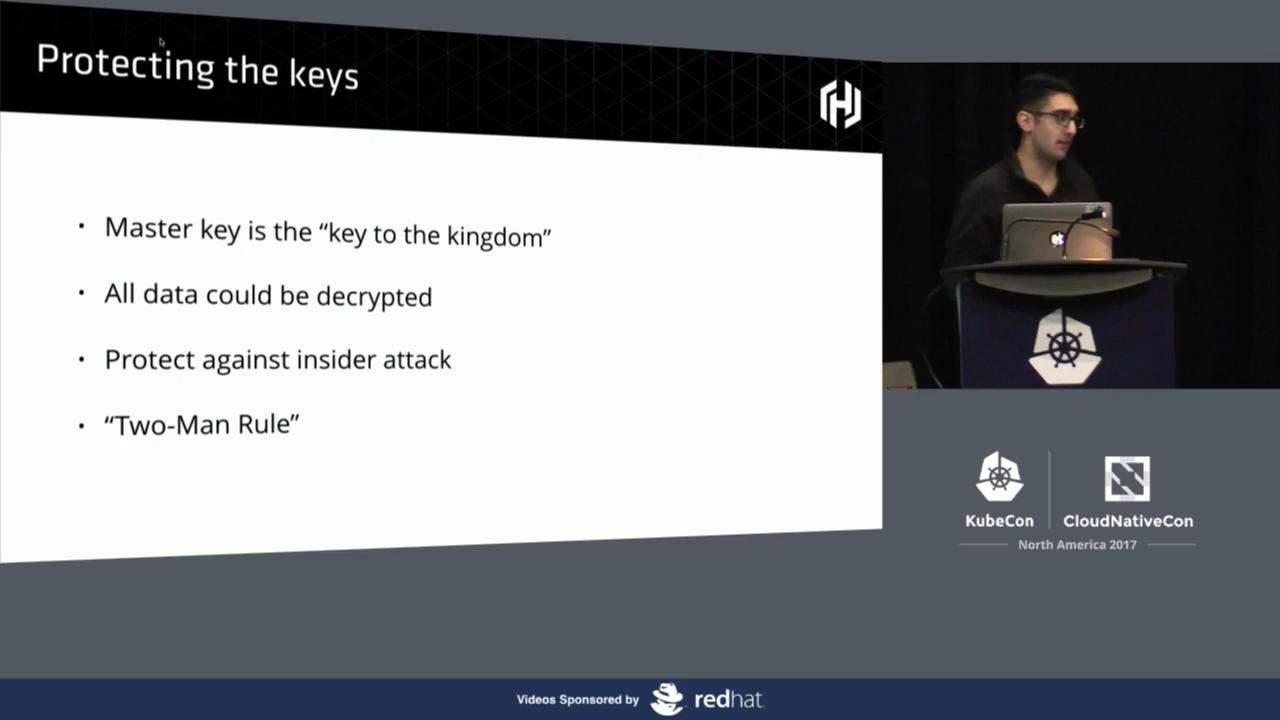 Protecting the keys
• Master key is the “key to the kingdom”
• All data could be decrypted
• Protect against insider attack
• “Two-Man Rule”
KubeCon
CloudNativeCon
North America 2017
Videos Sponsored by
redhat